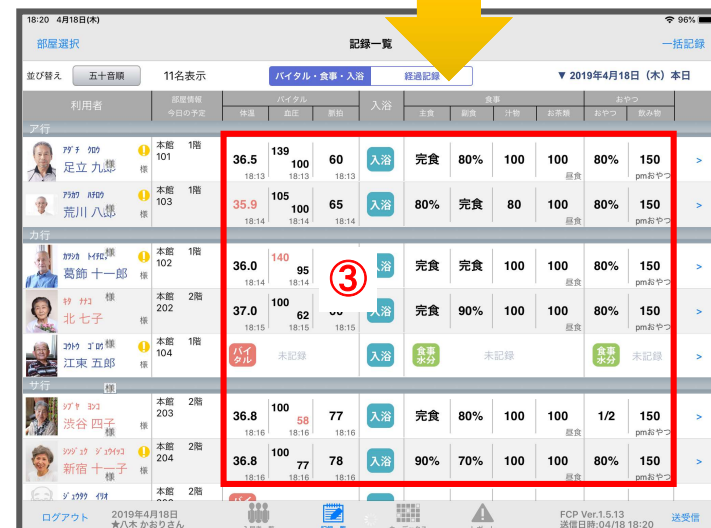 18:20 4月18日(木)
96%
部屋選択 記録一覧 一括記録
並び替え 五十音順 11名表示 バイタル・食事・入浴 経過記録 ▼ 2019年4月18日（木）本日
利用者 部屋情報 今日の予定 バイタル 体温 血圧 脈拍 入浴 食事 主食 副食 汁物 お茶類 おやつ おやつ 飲み物
ア行
ｱﾀﾞﾁ ｸﾛｳ 様 本館 1階
足立 九郎 様 101
36.5 139 100 60 入浴 完食 80% 100 100 80% 150 >
18:13 18:13 18:13 昼食 pmおやつ
ｱﾗｶﾜ ﾊﾁﾛｳ 様 本館 1階
荒川 八郎 様 103
35.9 105 100 65 入浴 80% 完食 80 100 80% 150 >
18:14 18:14 18:14 昼食 pmおやつ
カ行
様 本館 1階
葛飾 十一郎 様 102
36.0 140 95 ③ 浴 完食 完食 100 100 80% 150 >
18:14 18:14 昼食 pmおやつ
ｷﾀ ﾅﾅｺ 様 本館 2階
北 七子 様 202
37.0 100 62 入浴 完食 90% 100 100 80% 150 >
18:15 18:15 18:15 昼食 pmおやつ
ｺｳﾄｳ ｺﾞﾛｳ 様 本館 1階
江東 五郎 様 104
バイタル 未記録 入浴 食事水分 未記録 食事水分 未記録 >
サ行
様
ｼﾌﾞﾔ ﾖﾝｺ 本館 2階
渋谷 四子 様 203
36.8 100 58 77 入浴 完食 80% 100 100 1/2 150 >
18:16 18:16 18:16 昼食 pmおやつ
ｼﾝｼﾞｭｸ ｼﾞｭｳｲﾁｺ 本館 2階
新宿 十一子 様 204
36.8 100 77 78 入浴 90% 70% 100 100 80% 150 >
18:16 18:16 18:16 昼食 pmおやつ
本館 2階
ログアウト 2019年4月18日 FCP Ver.1.5.13 送受信
★八木 かおりさん 送信日時:04/18 18:20